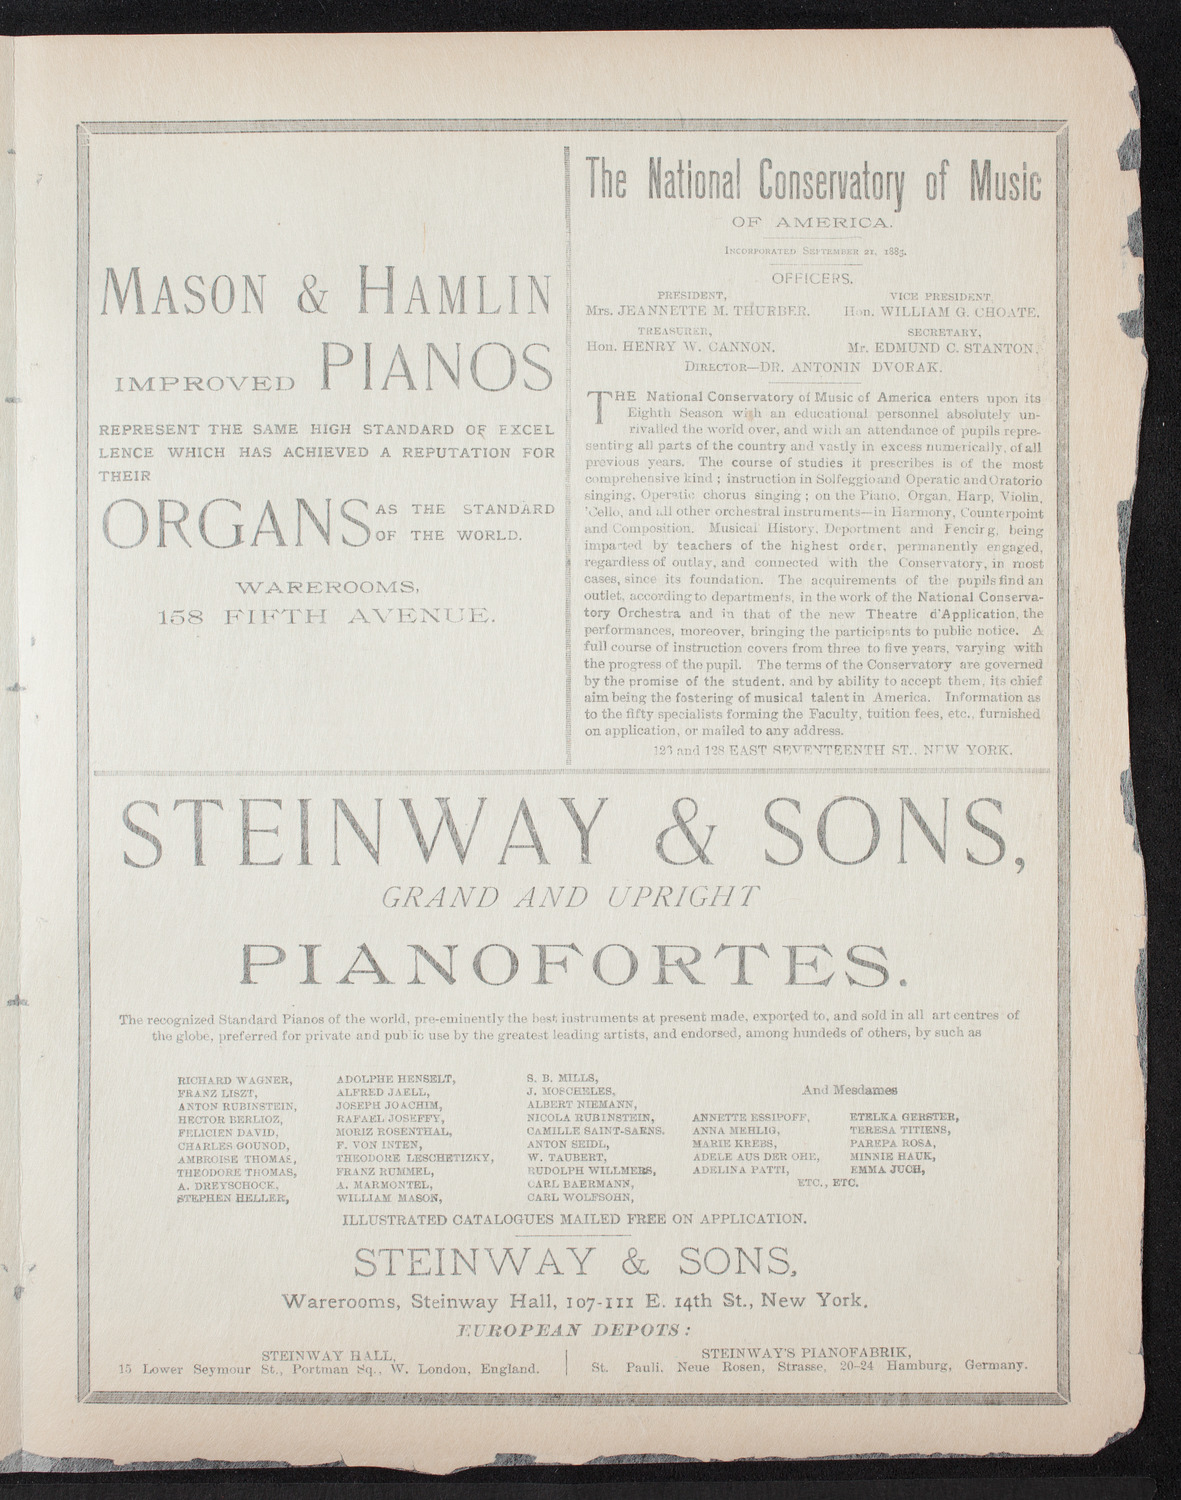 MASON & HAMLIN
IMPROVED PIANOS
REPRESENT THE SAME HIGH STANDARD OF EXCEL
LENCE WHICH HAS ACHIEVED A REPUTATION FOR
THEIR
ORGANS AS THE STANDARD
OF THE WORLD.
WAREROOMS,
158 FIFTH AVENUE.
The National Conservatory of Music
OF AMERICA.
INCORPORATED SEPTEMBER 21, 1885.
OFFICERS.
PRESIDENT, VICE PRESIDENT,
Mrs. JEANNETTE M. THURBER. Hon. WILLIAM G. CHOATE.
TREASURER, SECRETARY,
Hon. HENRY W. CANNON. Mr. EDMUND C. STANTON.
DIRECTOR—DR. ANTONIN DVORAK.
THE National Conservatory of Music of America enters upon its
Eighth Season with an educational personnel absolutely un-
rivalled the world over, and with an attendance of pupils repre-
senting all parts of the country and vastly in excess numerically, of all
previous years. The course of studies it prescribes is of the most
comprehensive kind; instruction in Solfeggio and Operatic and Oratorio
singing, Operatic chorus singing; on the Piano, Organ, Harp, Violin,
'Cello, and all other orchestral instruments—in Harmony, Counterpoint
and Composition, Musical History, Deportment and Fencing, being
imparted by teachers of the highest order, permanently engaged,
regardless of outlay, and connected with the Conservatory, in most
cases, since its foundation. The acquirements of the pupils find an
outlet, according to departments, in the work of the National Conserva-
tory Orchestra and in that of the new Theatre d'Application, the
performances, moreover, bringing the participants to public notice. A
full course of instruction covers from three to five years, varying with
the progress of the pupil. The terms of the Conservatory are governed
by the promise of the student, and by ability to accept them, its chief
aim being the fostering of musical talent in America. Information as
to the fifty specialists forming the Faculty, tuition fees, etc., furnished
on application, or mailed to any address.
and 128 EAST SEVENTEENTH ST., NEW YORK.
STEINWAY & SONS,
GRAND AND UPRIGHT
PIANOFORTES.
The recognized Standard Pianos of the world, pre-eminently the best instruments at present made, exported to, and sold in all art centres of
the globe, preferred for private and public use by the greatest leading artists, and endorsed, among hundeds of others, by such as
RICHARD WAGNER,
FRANZ LISZT,
ANTON RUBINSTEIN,
HECTOR BERLIOZ,
FELICIEN DAVID,
CHARLES GOUNOD,
AMBROISE THOMAS,
THEODORE THOMAS,
A. DREYSCHOCK,
STEPHEN HELLER,
ADOLPHE HENSELT,
ALFRED JAELL,
JOSEPH JOACHIM,
RAFAEL JOSEFFY,
MORIZ ROSENTHAL,
F. VON INTEN,
THEODORE LESCHETIZKY,
FRANZ RUMMEL,
A. MARMONTEL,
WILLIAM MASON,
S. B. MILLS,
J. MOSCHELES,
ALBERT NIEMANN,
NICOLA RUBINSTEIN,
CAMILLE SAINT-SAENS.
ANTON SEIDL,
W. TAUBERT,
RUDOLPH WILLMERS,
CARL BAERMANN,
CARL WOLFSOHN,
And Mesdames
ANNETTE ESSIPOFF,
ANNA MEHLIG,
MARIE KREBS,
ADELE AUS DER OHE,
ADELINA PATTI,
ETELKA GERSTER,
TERESA TITIENS,
PAREPA ROSA,
MINNIE HAUK,
EMMA JUCH,
ETC., ETC.
ILLUSTRATED CATALOGUES MAILED FREE ON APPLICATION.
STEINWAY & SONS,
Warerooms, Steinway Hall, 107-111 E. 14th St., New York.
EUROPEAN DEPOTS:
STEINWAY HALL,
15 Lower Seymour St., Portman Sq., W. London, England.
STEINWAY'S PIANOFABRIK,
St. Pauli, Neue Rosen, Strasse, 20-24 Hamburg, Germany.